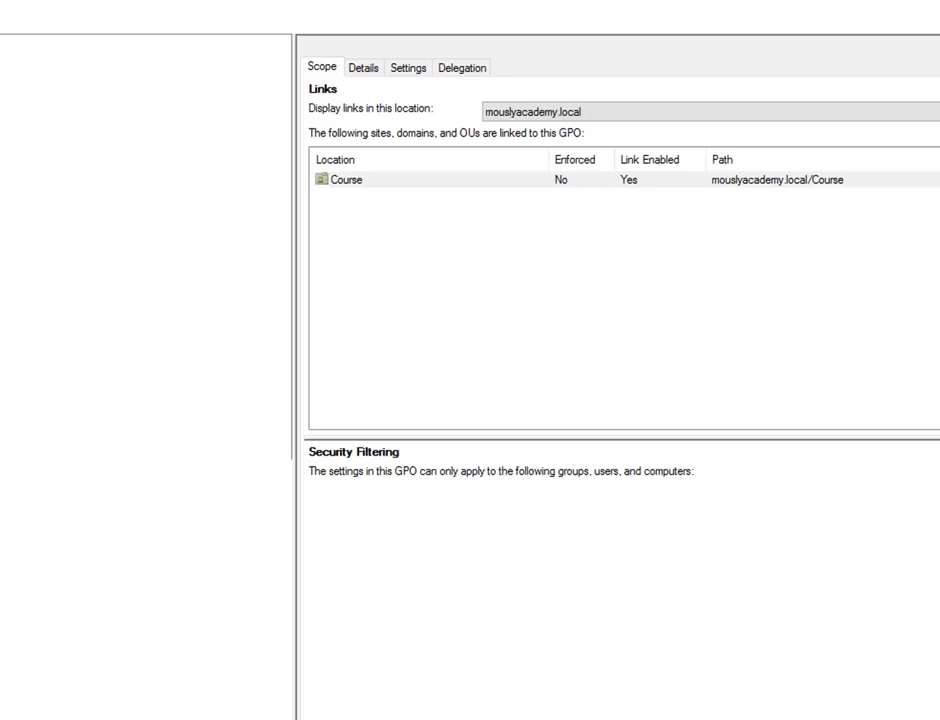 Scope Details Settings Delegation
Links
Display links in this location: mouslyacademy.local
The following sites, domains, and OUs are linked to this GPO:
Location Enforced Link Enabled Path
Course No Yes mouslyacademy.local/Course
Security Filtering
The settings in this GPO can only apply to the following groups, users, and computers: